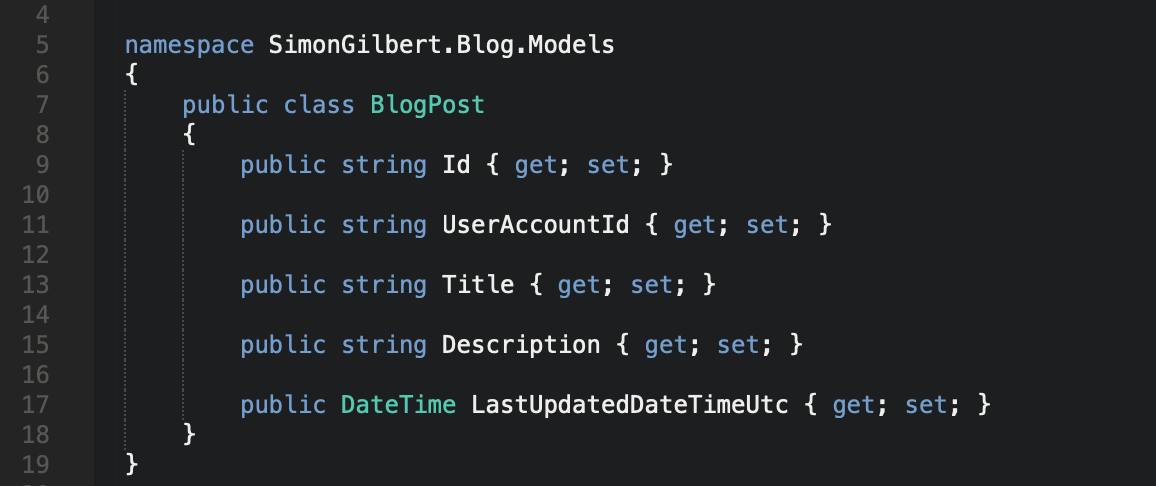 4
5 namespace SimonGilbert.Blog.Models
6 {
7 public class BlogPost
8 {
9 public string Id { get; set; }
10
11 public string UserAccountId { get; set; }
12
13 public string Title { get; set; }
14
15 public string Description { get; set; }
16
17 public DateTime LastUpdatedDateTimeUtc { get; set; }
18 }
19 }